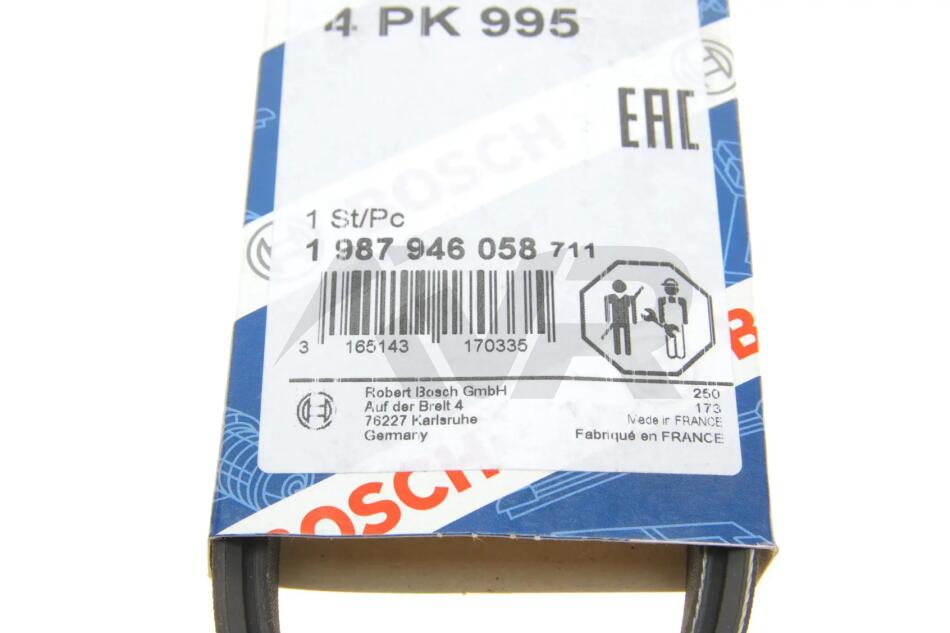 4 PK 995
EAC
BOSCH
1 St/Pc
1 987 946 058 711
3 165143 170335
Robert Bosch GmbH
Auf der Breit 4
76227 Karlsruhe
Germany
250
173
Made in FRANCE
Fabriqué en FRANCE
B
BOSCH